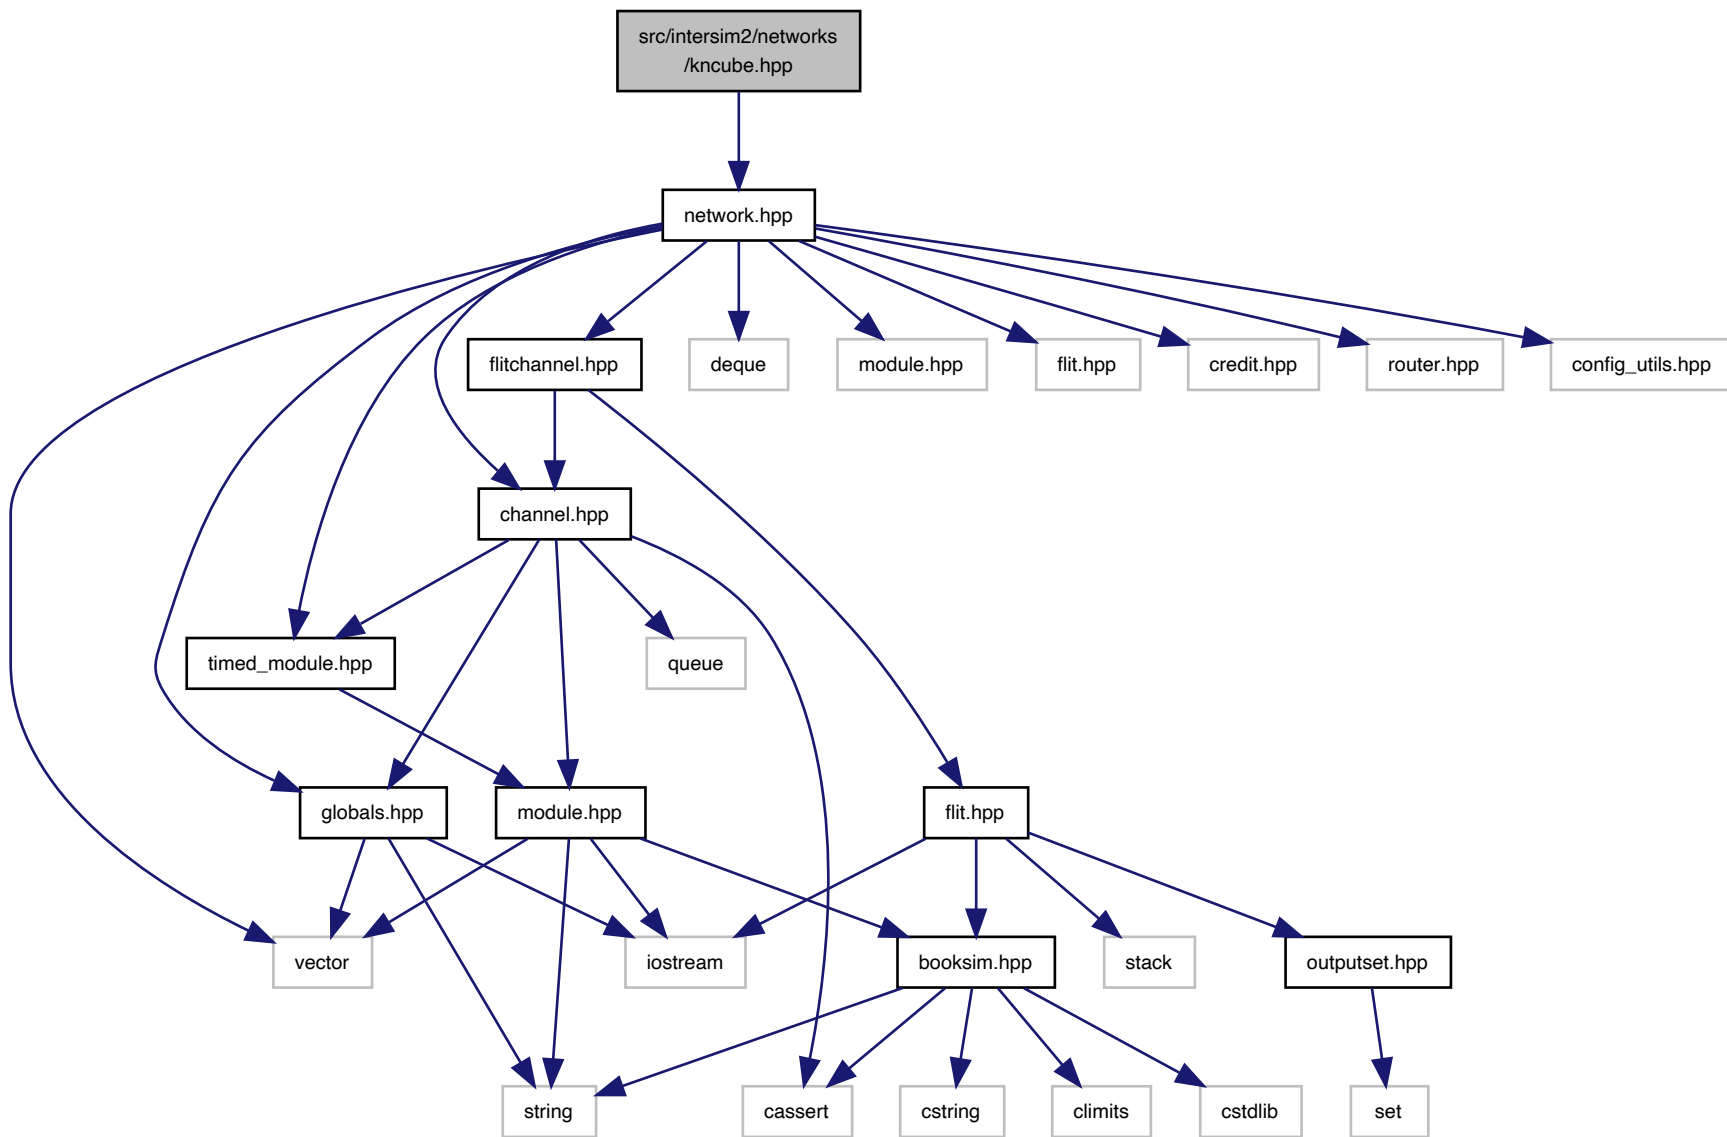 src/intersim2/networks
/kncube.hpp
network.hpp
flitchannel.hpp
deque
module.hpp
flit.hpp
credit.hpp
router.hpp
config_utils.hpp
channel.hpp
timed_module.hpp
queue
globals.hpp
module.hpp
flit.hpp
vector
iostream
booksim.hpp
stack
outputset.hpp
string
cassert
cstring
climits
cstdlib
set